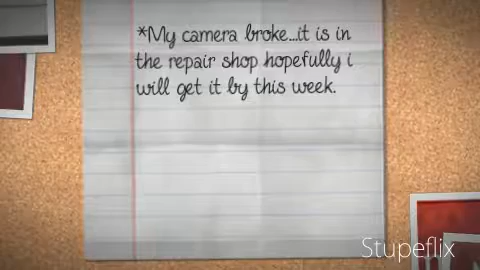 *My camera broke...it is in
the repair shop hopefully i
will get it by this week.
Stupeflix